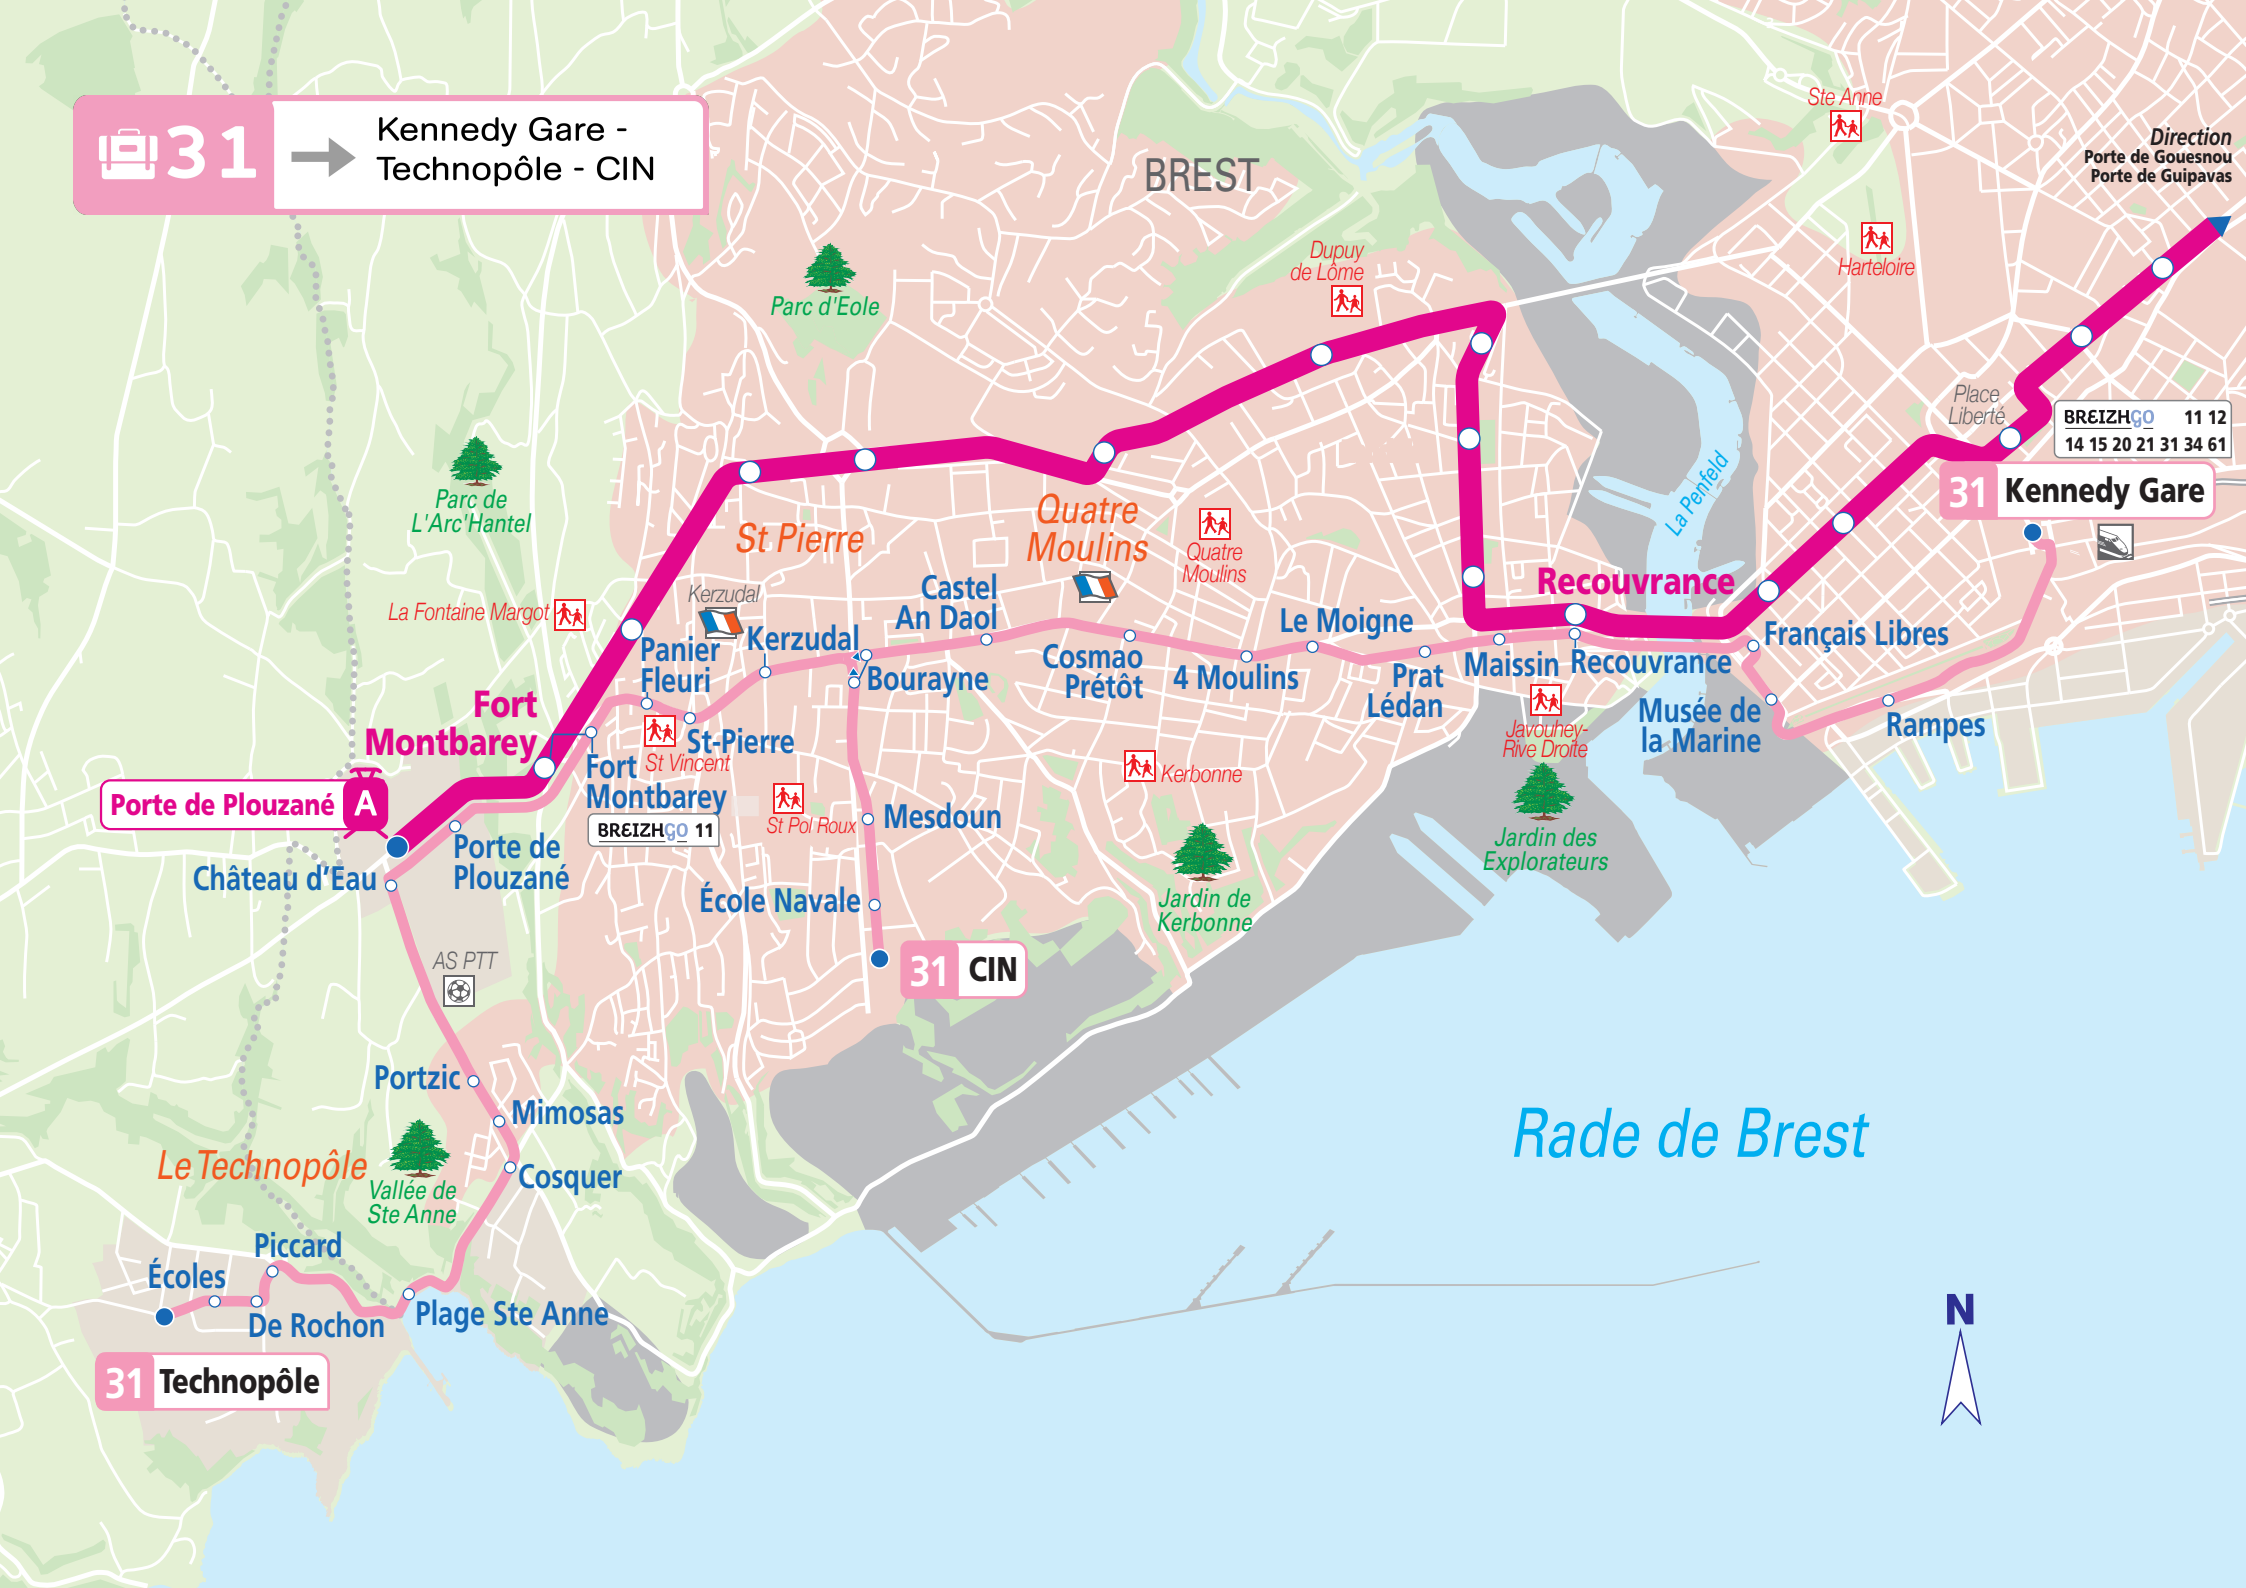 31
Kennedy Gare -
Technopôle - CIN
BREST
Ste Anne
Direction
Porte de Gouesnou
Porte de Guipavas
Harteloire
Dupuy
de Lôme
Parc d'Eole
Place
Liberté
BREIZHGO 11 12
14 15 20 21 31 34 61
31 Kennedy Gare
Parc de
L'Arc'Hantel
La Penfeld
St Pierre
Quatre
Moulins
Quatre
Moulins
Recouvrance
La Fontaine Margot
Kerzudal
Panier
Fleuri
Kerzudal
Castel
An Daol
Bourayne
Cosmao
Prétôt
4 Moulins
Le Moigne
Prat
Lédan
Maissin
Recouvrance
Français Libres
Musée de
la Marine
Rampes
Javouhey-
Rive Droite
Fort
Montbarey
St-Pierre
St Vincent
Fort
Montbarey
BREIZHGO 11
Kerbonne
St Pol Roux
Mesdoun
Porte de Plouzané
A
Porte de
Plouzané
Château d'Eau
Jardin des
Explorateurs
École Navale
Jardin de
Kerbonne
31 CIN
AS PTT
Portzic
Mimosas
Cosquer
Rade de Brest
Le Technopôle
Vallée de
Ste Anne
Piccard
Écoles
De Rochon
Plage Ste Anne
31 Technopôle
N